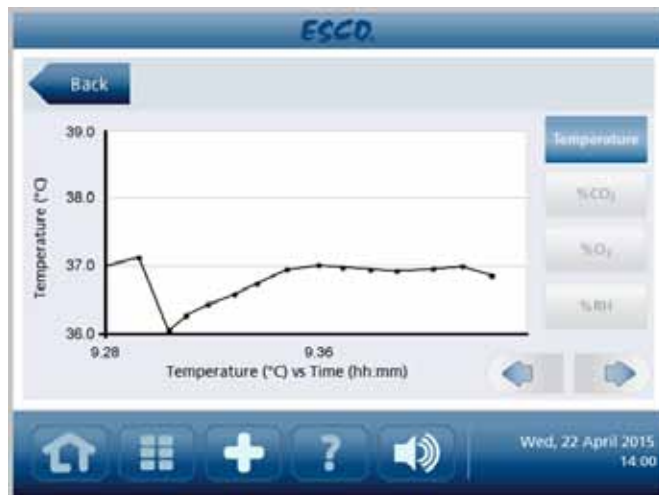 ESCO.
Back
39.0
38.0
37.0
36.0
Temperature (°C)
9.28
9.36
Temperature (°C) vs Time (hh.mm)
Temperature
%CO₂
%O₂
%RH
?
Wed, 22 April 2015
14:00